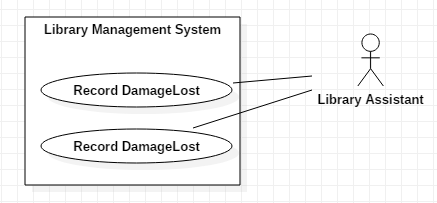 Library Management System
Record DamageLost
Library Assistant
Record DamageLost